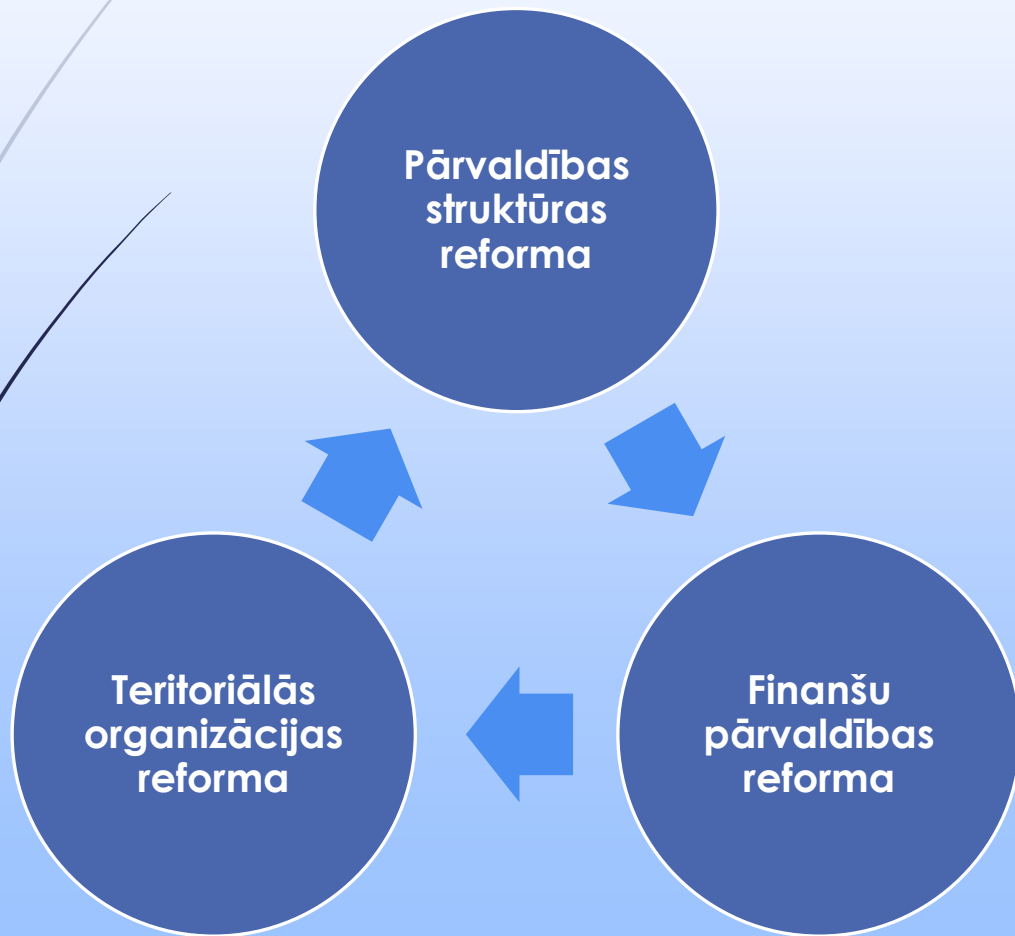 Pārvaldības
struktūras
reforma
Teritoriālās
organizācijas
reforma
Finanšu
pārvaldības
reforma